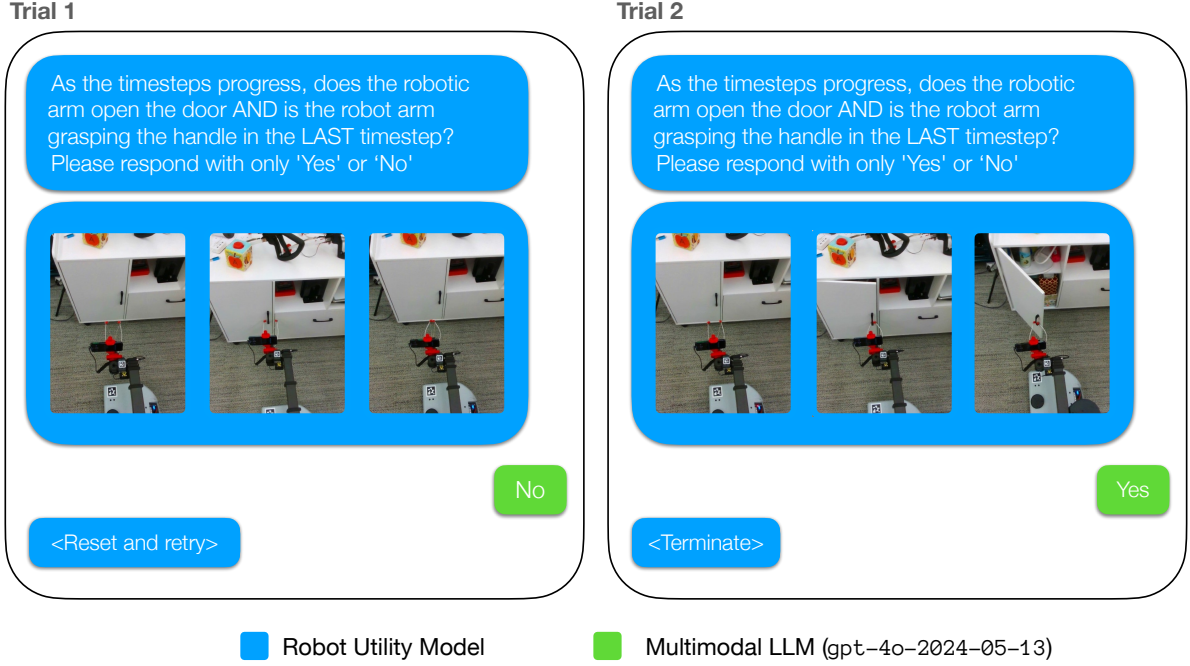 Trial 1
As the timesteps progress, does the robotic
arm open the door AND is the robot arm
grasping the handle in the LAST timestep?
Please respond with only 'Yes' or ‘No'
No
<Reset and retry>
Trial 2
As the timesteps progress, does the robotic
arm open the door AND is the robot arm
grasping the handle in the LAST timestep?
Please respond with only 'Yes' or ‘No'
Yes
<Terminate>
Robot Utility Model
Multimodal LLM (gpt-4o-2024-05-13)